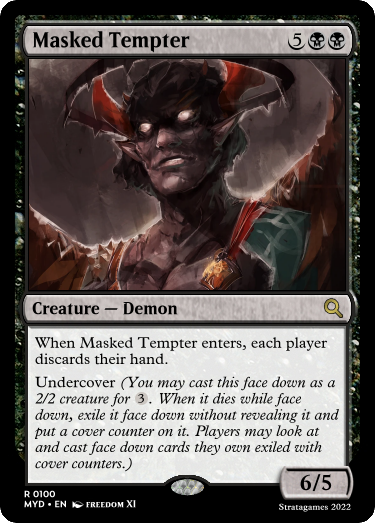 Masked Tempter 5
Creature — Demon
When Masked Tempter enters, each player
discards their hand.
Undercover (You may cast this face down as a
2/2 creature for 3. When it dies while face
down, exile it face down without revealing it and
put a cover counter on it. Players may look at
and cast face down cards they own exiled with
cover counters.)
6/5
R 0100
MYD • EN FREEDOM XI
Stratagames 2022